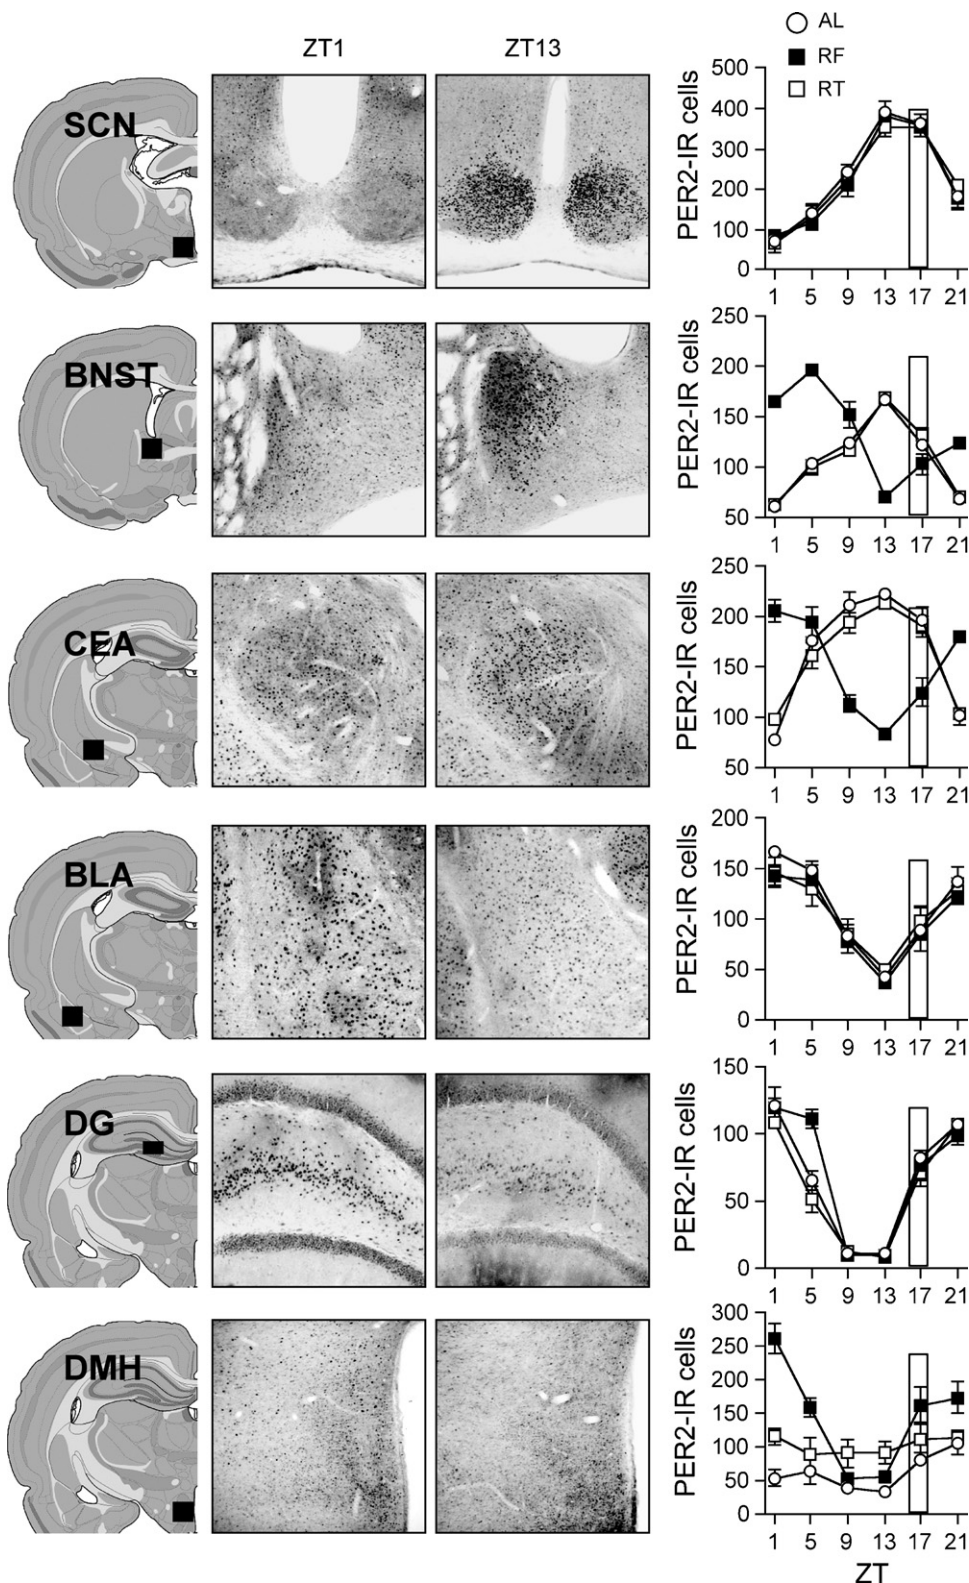 ZT1 ZT13
AL
RF
RT
SCN
PER2-IR cells
500
400
300
200
100
0
1 5 9 13 17 21
BNST
PER2-IR cells
250
200
150
100
50
1 5 9 13 17 21
CEA
PER2-IR cells
250
200
150
100
50
1 5 9 13 17 21
BLA
PER2-IR cells
200
150
100
50
0
1 5 9 13 17 21
DG
PER2-IR cells
150
100
50
0
1 5 9 13 17 21
DMH
PER2-IR cells
300
250
200
150
100
50
0
1 5 9 13 17 21
ZT